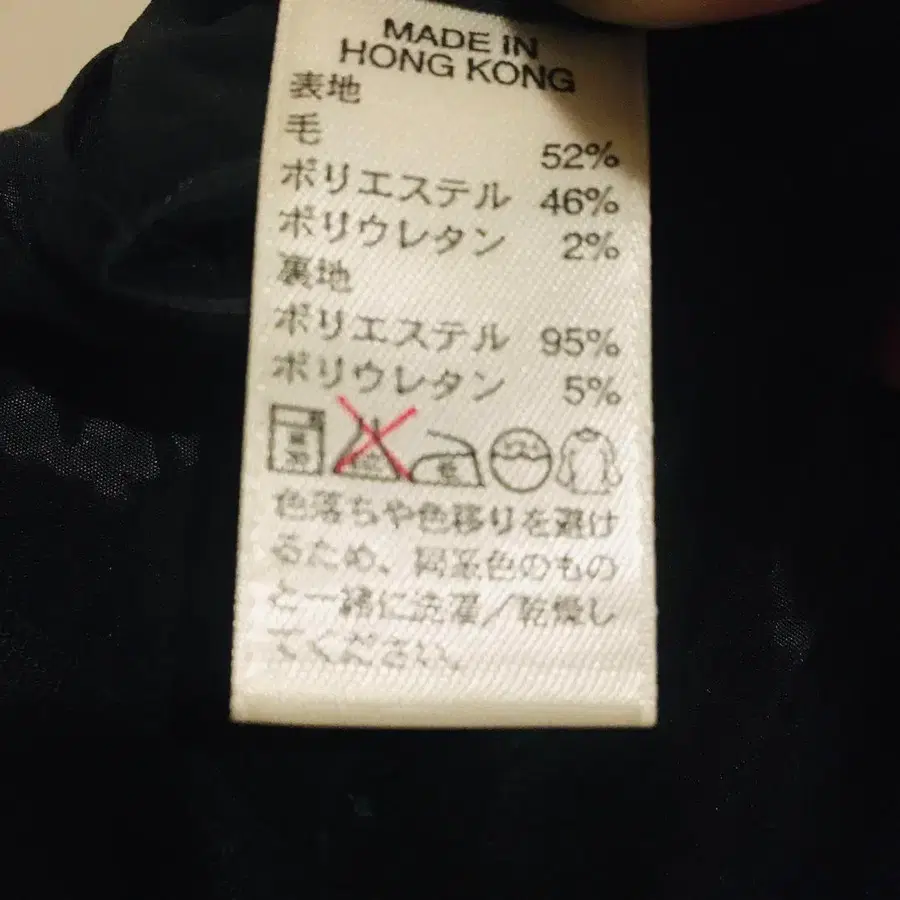 MADE IN
HONG KONG
表地
毛 52%
ポリエステル 46%
ポリウレタン 2%
裏地
ポリエステル 95%
ポリウレタン 5%
色落ちや色移りを避け
るため、同系色のもの
と一緒に洗濯/乾燥し
てください。